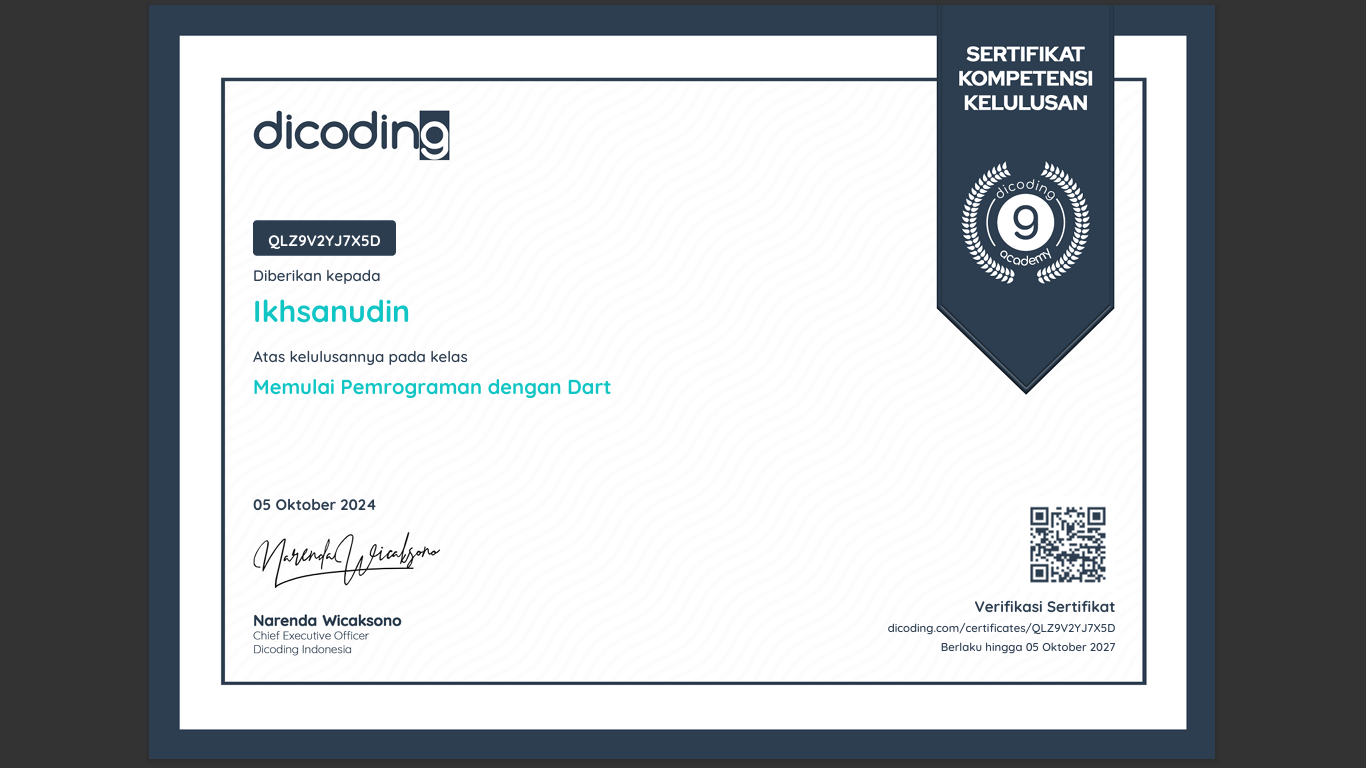 dicoding
SERTIFIKAT
KOMPETENSI
KELULUSAN
dicoding
9
academy
QLZ9V2YJ7X5D
Diberikan kepada
Ikhsanudin
Atas kelulusannya pada kelas
Memulai Pemrograman dengan Dart
05 Oktober 2024
Narenda Wicaksono
Narenda Wicaksono
Chief Executive Officer
Dicoding Indonesia
Verifikasi Sertifikat
dicoding.com/certificates/QLZ9V2YJ7X5D
Berlaku hingga 05 Oktober 2027